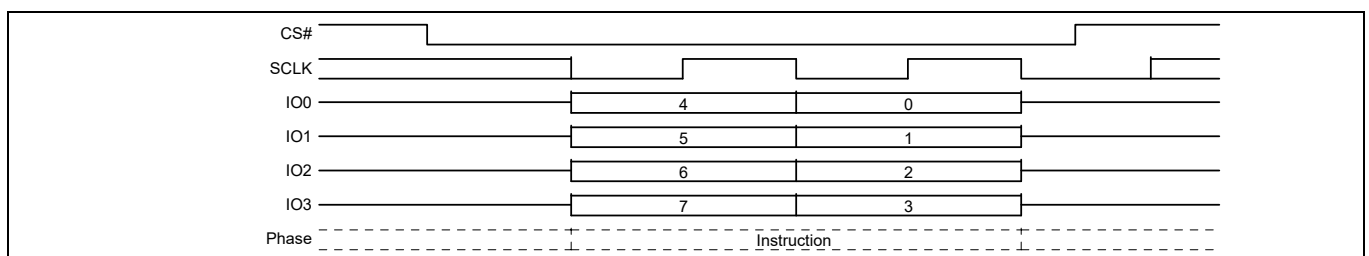 CS#
SCLK
IO0 4 0
IO1 5 1
IO2 6 2
IO3 7 3
Phase Instruction